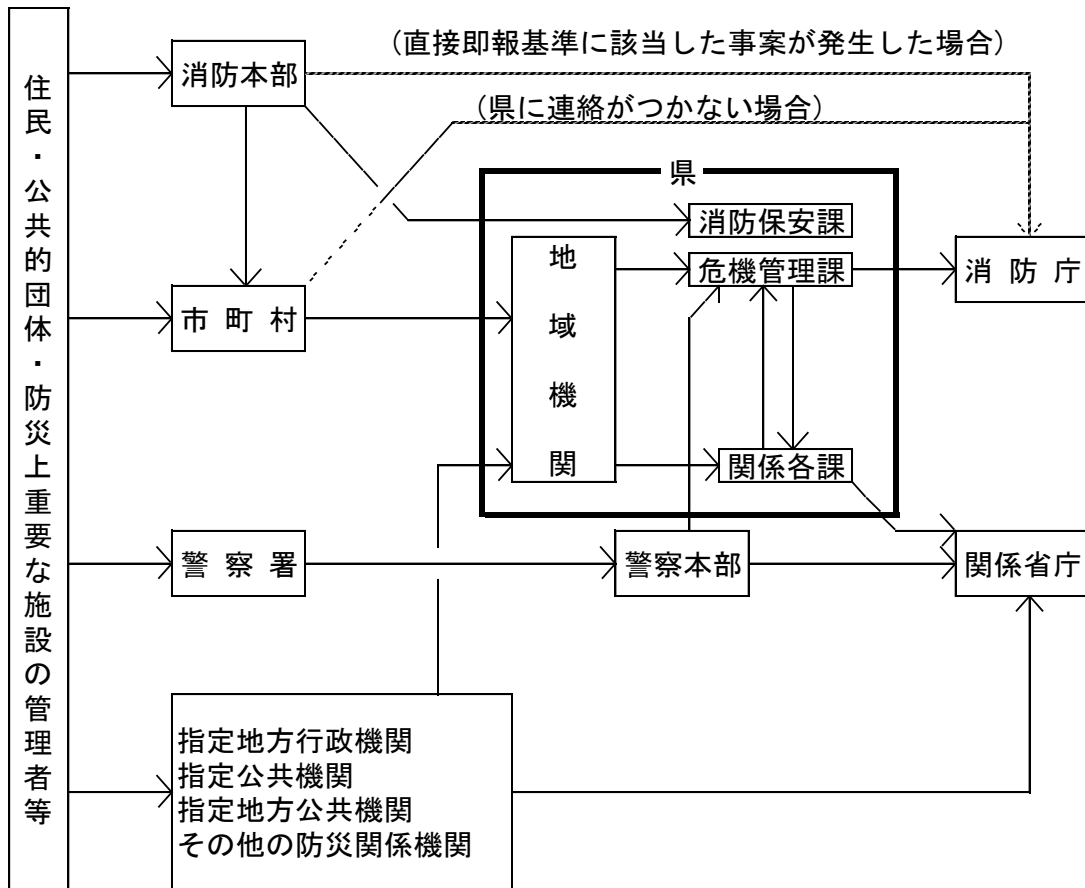 住民・公共的団体・防災上重要な施設の管理者等
(直接即報基準に該当した事案が発生した場合)
消防本部
(県に連絡がつかない場合)
県
消防保安課
地域機関
危機管理課
消防庁
市町村
関係各課
警察署
警察本部
関係省庁
指定地方行政機関
指定公共機関
指定地方公共機関
その他の防災関係機関